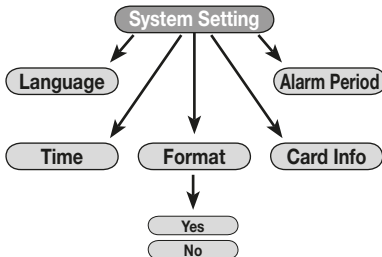 System Setting
Language
Alarm Period
Time
Format
Card Info
Yes
No